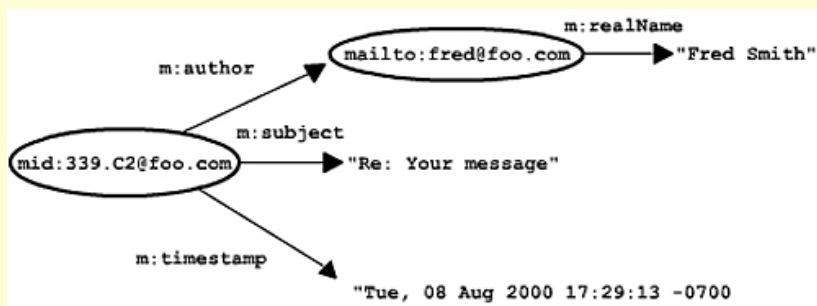 m:realName
mailto:fred@foo.com
"Fred Smith"
m:author
m:subject
mid:339.C2@foo.com
"Re: Your message"
m:timestamp
"Tue, 08 Aug 2000 17:29:13 -0700